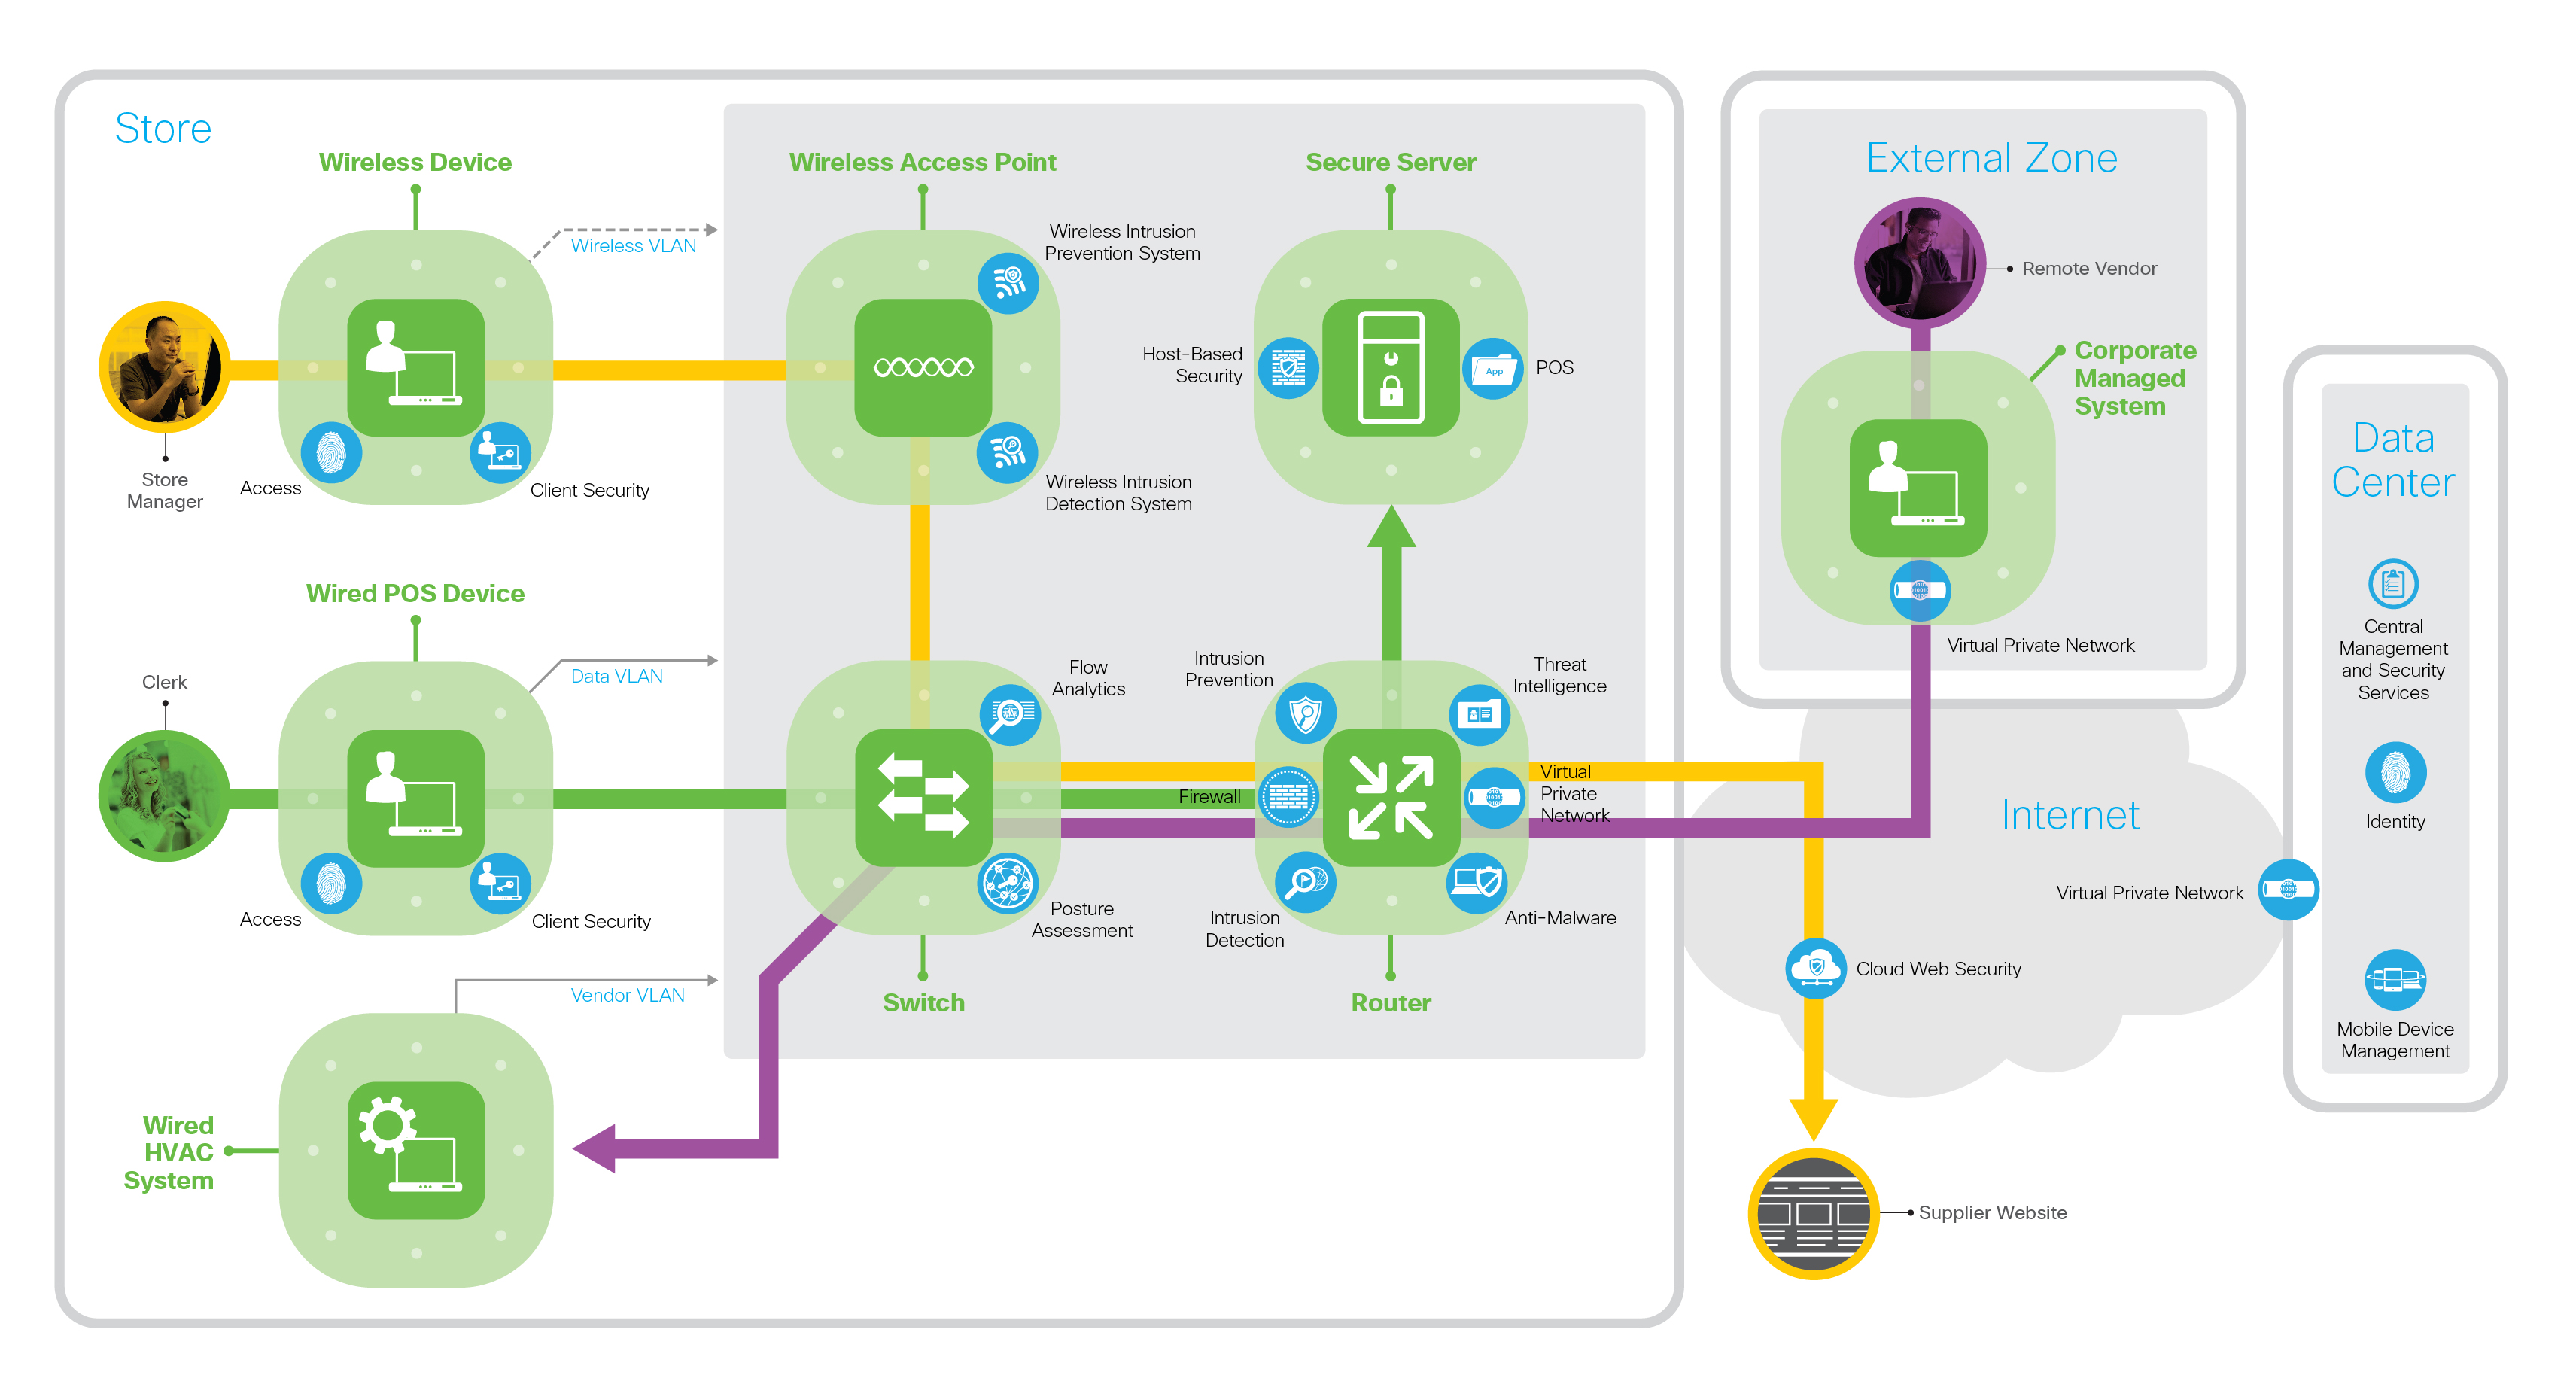 Store
Wireless Device
Wireless Access Point
Secure Server
Wireless VLAN
Wireless Intrusion
Prevention System
Host-Based
Security
App
POS
Store
Manager
Access
Client Security
Wireless Intrusion
Detection System
Wired POS Device
Clerk
Data VLAN
Flow
Analytics
Intrusion
Prevention
Threat
Intelligence
Firewall
Virtual
Private
Network
Access
Client Security
Posture
Assessment
Intrusion
Detection
Anti-Malware
Vendor VLAN
Switch
Router
Wired
HVAC
System
External Zone
Remote Vendor
Corporate
Managed
System
Virtual Private Network
Internet
Virtual Private Network
Cloud Web Security
Supplier Website
Data
Center
Central
Management
and Security
Services
Identity
Mobile Device
Management